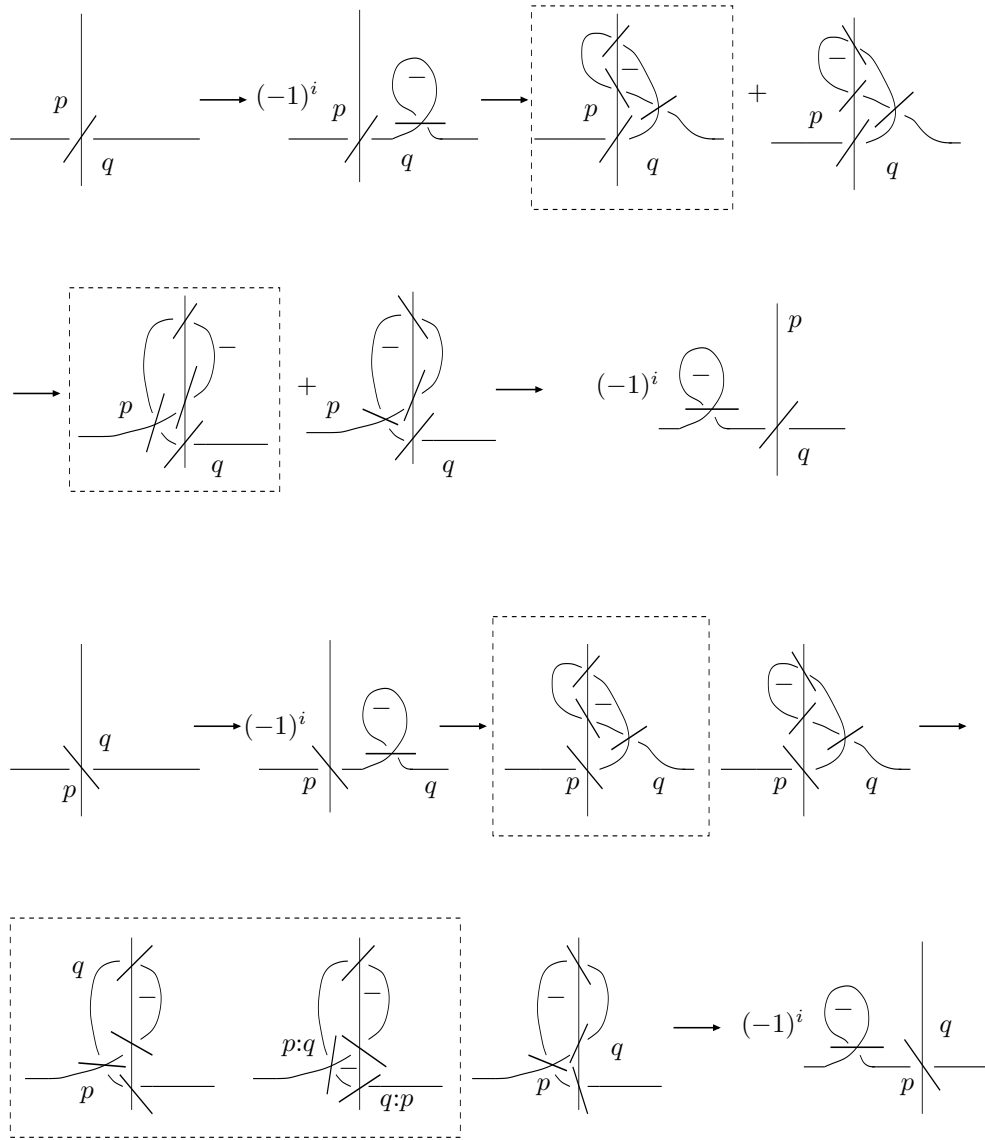 p q (−1)^i p q − p q − + p q −
p q − + p q − (−1)^i − p q
p q (−1)^i p q − p q − p q −
q p − p:q q:p − − p q − (−1)^i − p q